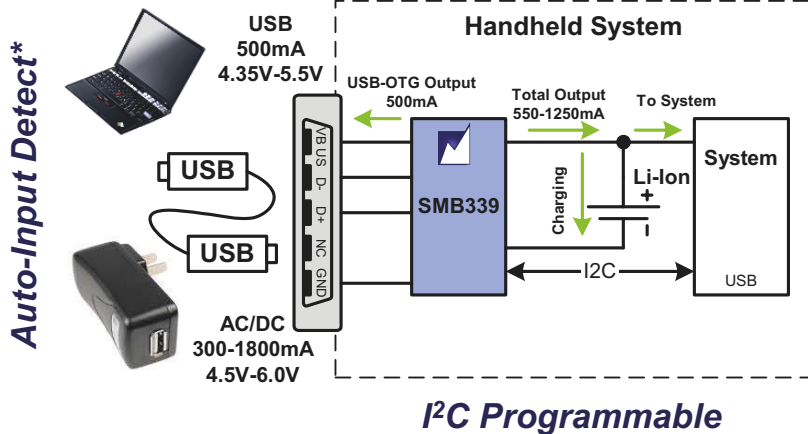 Auto-Input Detect*
USB
500mA
4.35V-5.5V
Handheld System
USB-OTG Output
500mA
Total Output
550-1250mA
To System
VBUS
D-
D+
NC
GND
USB
USB
SMB339
Charging
Li-Ion
+
–
System
I2C
USB
AC/DC
300-1800mA
4.5V-6.0V
I²C Programmable